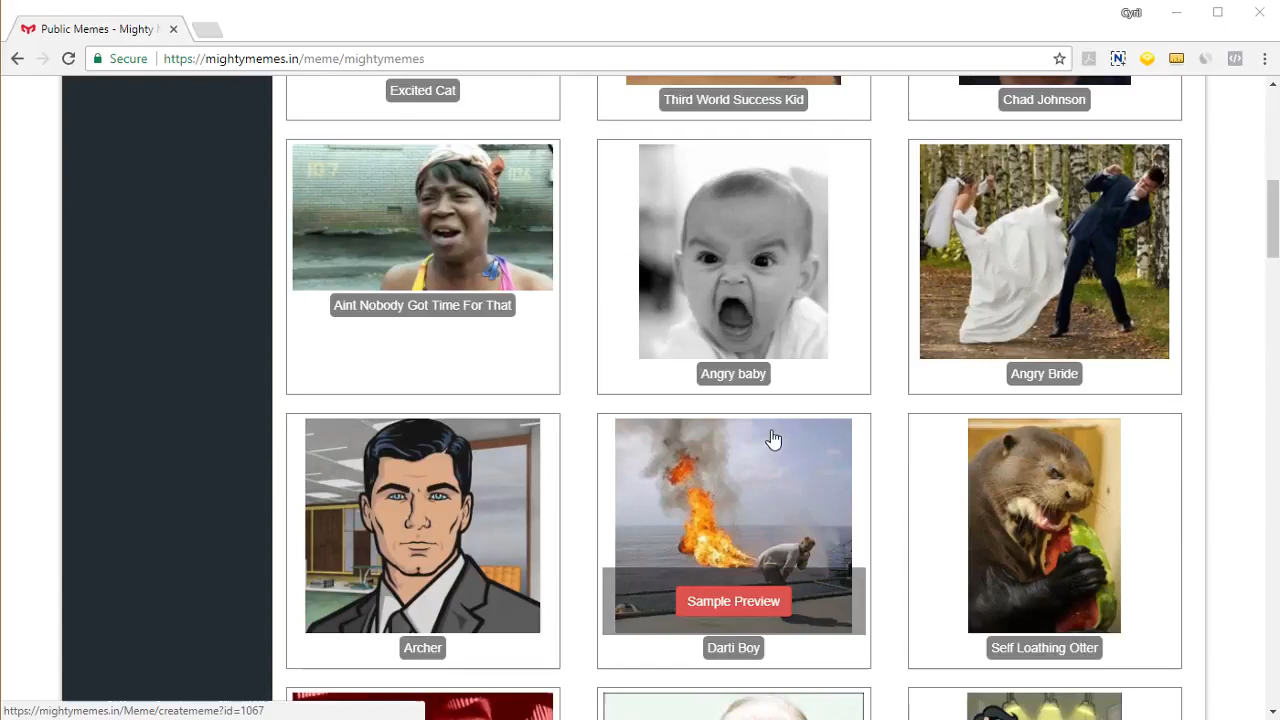 Cyril
Public Memes - Mighty
Secure
https://mightymemes.in/meme/mightymemes
N
Excited Cat
Third World Success Kid
Chad Johnson
107
Aint Nobody Got Time For That
Angry baby
Angry Bride
Sample Preview
Archer
Darti Boy
Self Loathing Otter
https://mightymemes.in/Meme/creatememe?id=1067